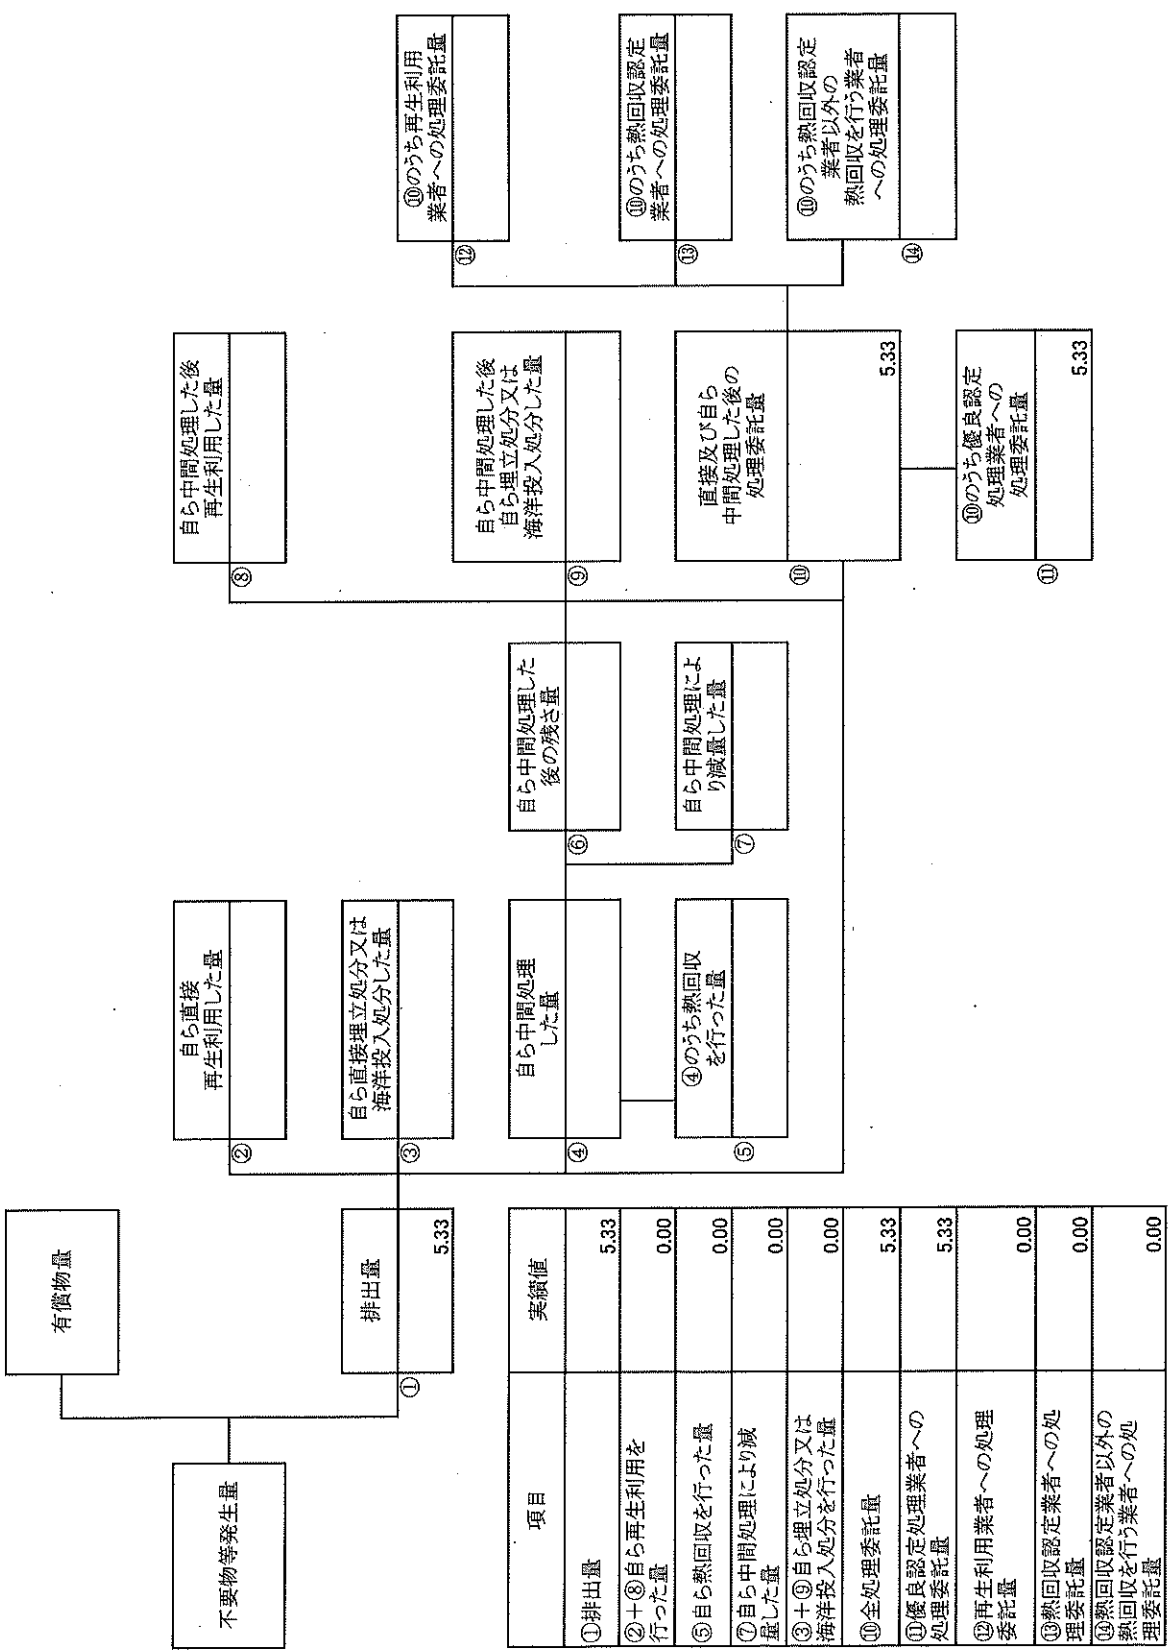 不要物等発生量
有償物量
排出量
①
5.33
自ら直接
再生利用した量
②
自ら直接埋立処分又は
海洋投入処分した量
③
自ら中間処理
した量
④
④のうち熱回収
を行った量
⑤
自ら中間処理した
後の残さ量
⑥
自ら中間処理によ
り減量した量
⑦
自ら中間処理した後
再生利用した量
⑧
自ら中間処理した後
自ら埋立処分又は
海洋投入処分した量
⑨
直接及び自ら
中間処理した後の
処理委託量
⑩
5.33
⑩のうち優良認定
処理業者への
処理委託量
⑪
5.33
⑩のうち再生利用
業者への処理委託量
⑫
⑩のうち熱回収認定
業者への処理委託量
⑬
⑩のうち熱回収認定
業者以外の
熱回収を行う業者
への処理委託量
⑭
項目 実績値
①排出量 5.33
②+⑧自ら再生利用を
行った量 0.00
⑤自ら熱回収を行った量 0.00
⑦自ら中間処理により減
量した量 0.00
③+⑨自ら埋立処分又は
海洋投入処分を行った量 0.00
⑩全処理委託量 5.33
⑪優良認定処理業者への
処理委託量 5.33
⑫再生利用業者への処理
委託量 0.00
⑬熱回収認定業者への処
理委託量 0.00
⑭熱回収認定業者以外の
熱回収を行う業者への処
理委託量 0.00